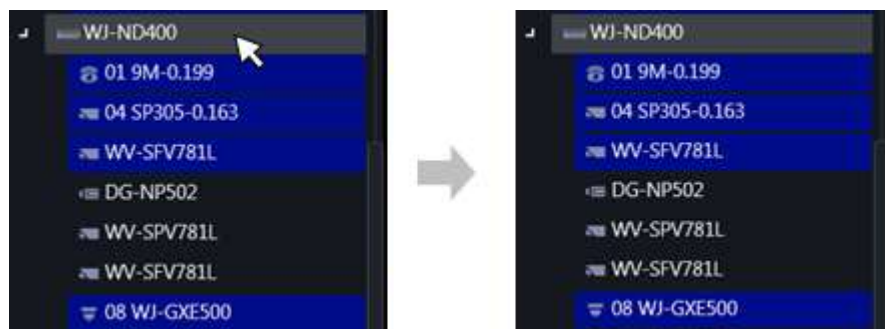 WJ-ND400
01 9M-0.199
04 SP305-0.163
WV-SFV781L
DG-NP502
WV-SPV781L
WV-SFV781L
08 WJ-GXE500
WJ-ND400
01 9M-0.199
04 SP305-0.163
WV-SFV781L
DG-NP502
WV-SPV781L
WV-SFV781L
08 WJ-GXE500